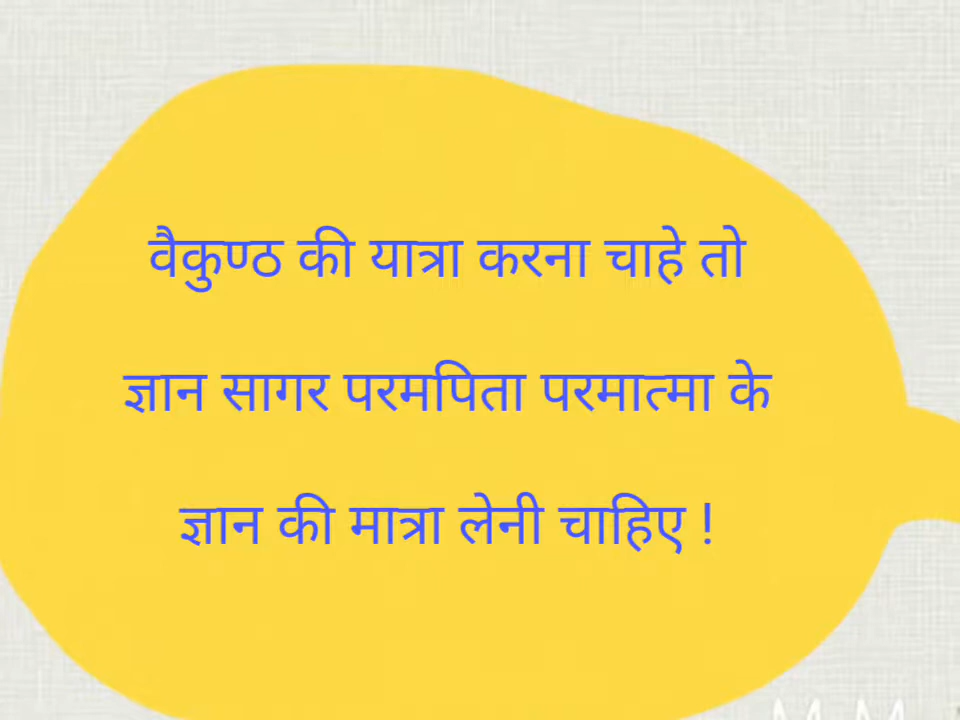 वैकुण्ठ की यात्रा करना चाहे तो
ज्ञान सागर परमपिता परमात्मा के
ज्ञान की मात्रा लेनी चाहिए !